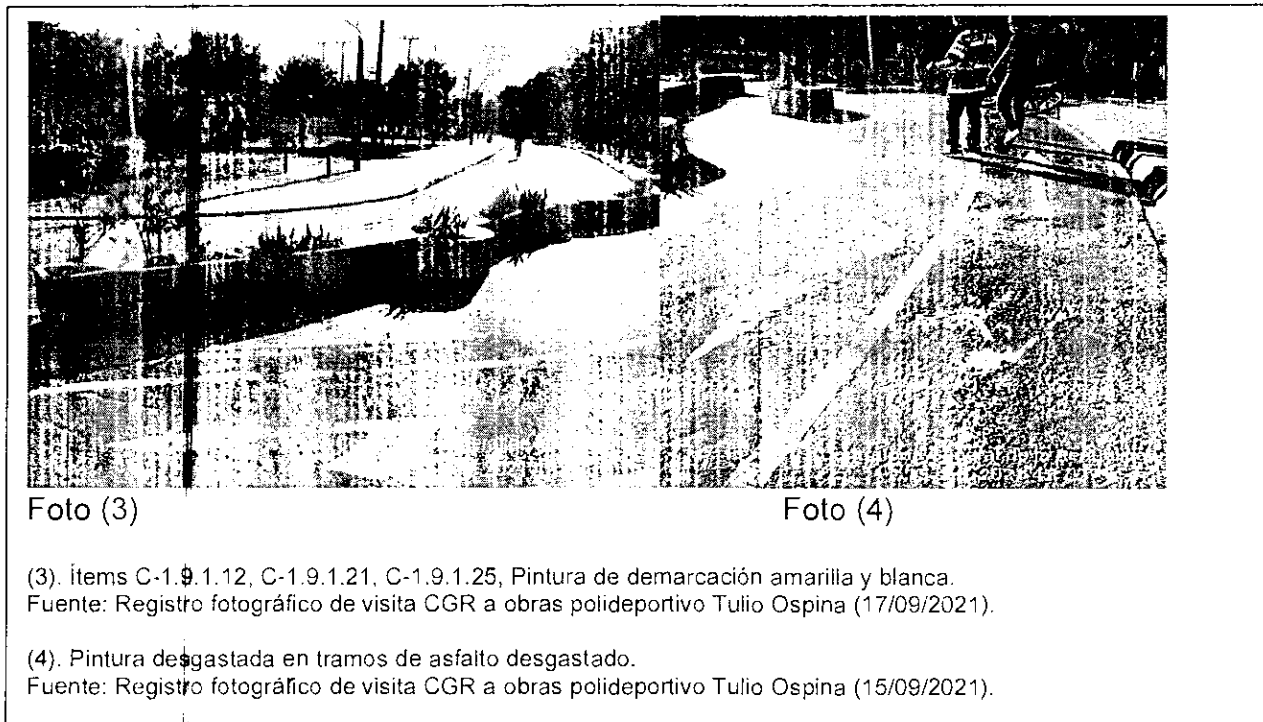 Foto (3)
Foto (4)
(3). Ítems C-1.9.1.12, C-1.9.1.21, C-1.9.1.25, Pintura de demarcación amarilla y blanca.
Fuente: Registro fotográfico de visita CGR a obras polideportivo Tulio Ospina (17/09/2021).
(4). Pintura desgastada en tramos de asfalto desgastado.
Fuente: Registro fotográfico de visita CGR a obras polideportivo Tulio Ospina (15/09/2021).